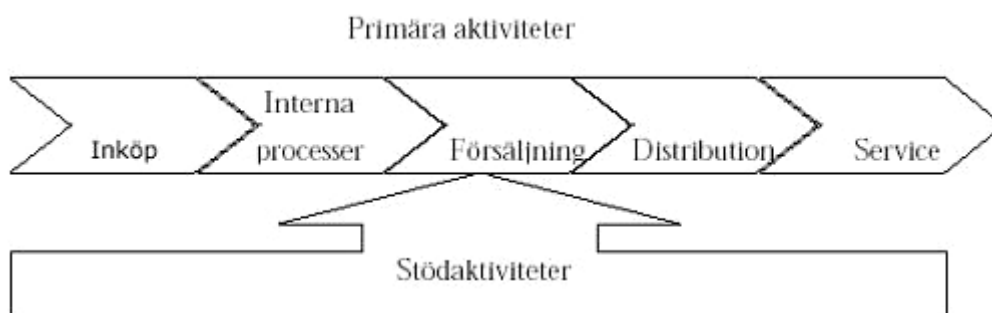 Primära aktiviteter
Inköp
Interna
processer
Försäljning
Distribution
Service
Stödaktiviteter